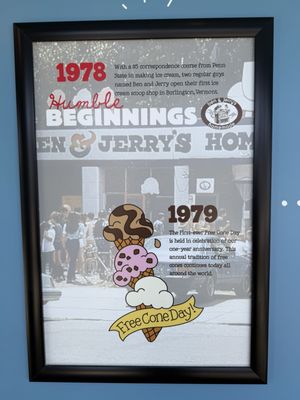 1978
With a $5 correspondence course from Penn
State in making ice cream, two regular guys
named Ben and Jerry open their first ice
cream scoop shop in Burlington, Vermont.
Humble
BEGINNINGS
EN & JERRY'S HOM
1979
The First-ever Free Cone Day
is held in celebration of our
one-year anniversary. This
annual tradition of free
cones continues today all
around the world.
Free Cone Day!